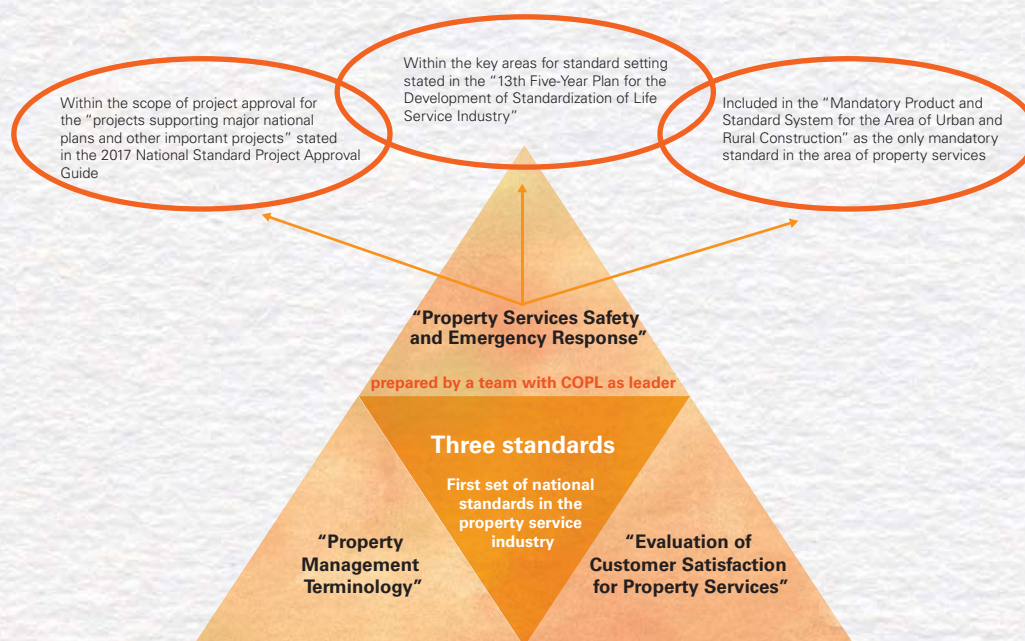 Within the scope of project approval for
the “projects supporting major national
plans and other important projects” stated
in the 2017 National Standard Project Approval
Guide
Within the key areas for standard setting
stated in the “13th Five-Year Plan for the
Development of Standardization of Life
Service Industry”
Included in the “Mandatory Product and
Standard System for the Area of Urban and
Rural Construction” as the only mandatory
standard in the area of property services
“Property Services Safety
and Emergency Response”
prepared by a team with COPL as leader
Three standards
First set of national
standards in the
property service
industry
“Property
Management
Terminology”
“Evaluation of
Customer Satisfaction
for Property Services”